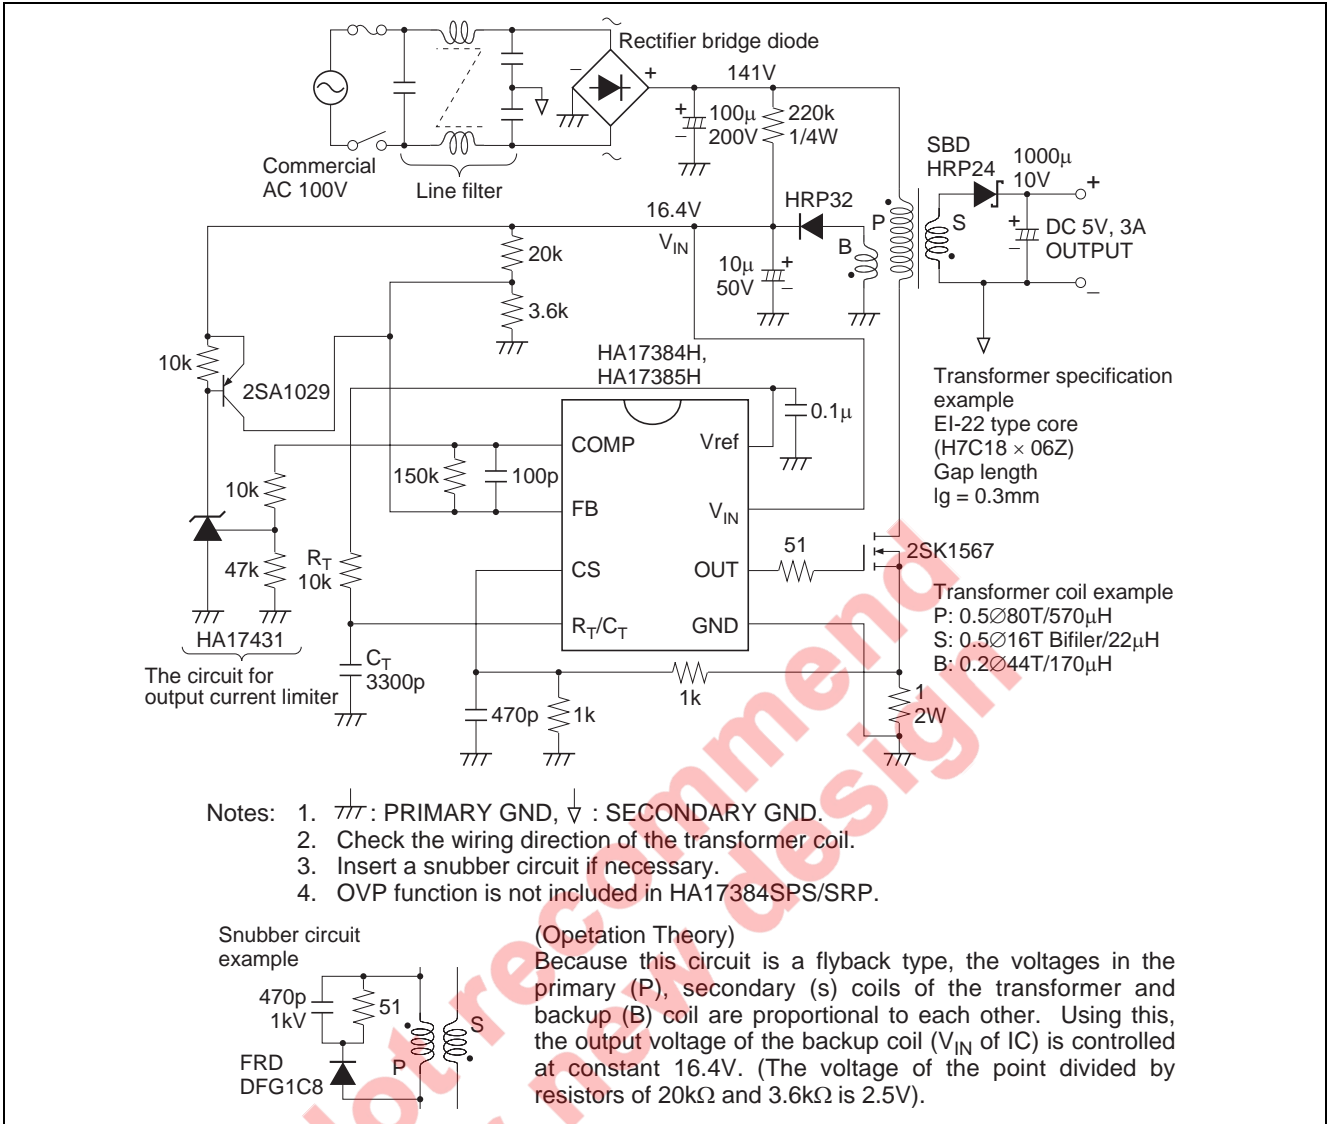 Rectifier bridge diode
−
+
141V
100μ
200V
+
−
220k
1/4W
Commercial
AC 100V
Line filter
SBD
HRP24
1000μ
10V
+
+
−
DC 5V, 3A
OUTPUT
−
16.4V
V_IN
HRP32
P
S
B
20k
10μ
50V
+
−
3.6k
10k
2SA1029
HA17384H,
HA17385H
0.1μ
Transformer specification
example
EI-22 type core
(H7C18 × 06Z)
Gap length
lg = 0.3mm
COMP
Vref
150k
100p
10k
FB
V_IN
51
2SK1567
R_T
10k
47k
CS
OUT
Transformer coil example
P: 0.5∅80T/570μH
S: 0.5∅16T Bifiler/22μH
B: 0.2∅44T/170μH
R_T/C_T
GND
HA17431
The circuit for
output current limiter
C_T
3300p
1k
1
2W
470p
1k
Notes: 1. : PRIMARY GND, : SECONDARY GND.
2. Check the wiring direction of the transformer coil.
3. Insert a snubber circuit if necessary.
4. OVP function is not included in HA17384SPS/SRP.
Snubber circuit
example
470p
1kV
51
P
S
FRD
DFG1C8
(Opetation Theory)
Because this circuit is a flyback type, the voltages in the
primary (P), secondary (s) coils of the transformer and
backup (B) coil are proportional to each other. Using this,
the output voltage of the backup coil (V_IN of IC) is controlled
at constant 16.4V. (The voltage of the point divided by
resistors of 20kΩ and 3.6kΩ is 2.5V).
not recommend
new design